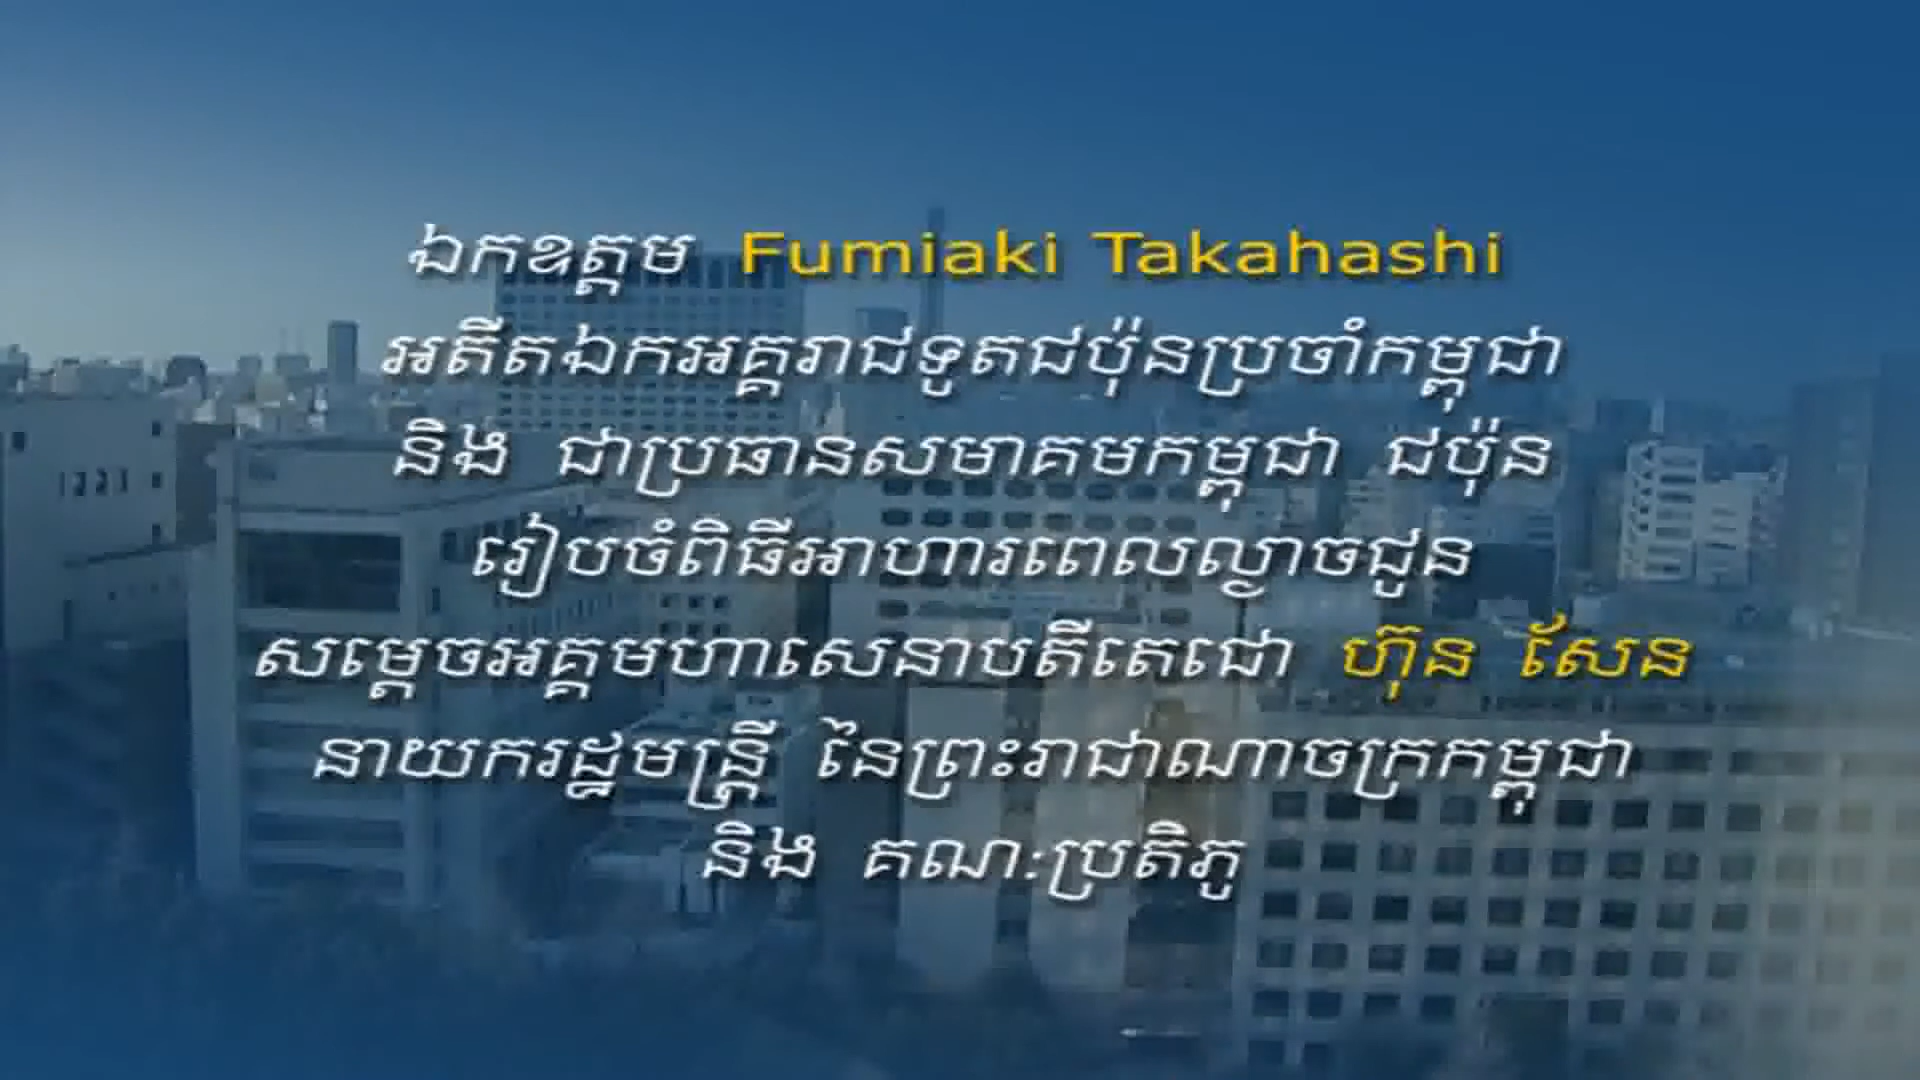 ឯកឧត្តម Fumiaki Takahashi
អតីតឯកអគ្គរាជទូតជប៉ុនប្រចាំកម្ពុជា
និង ជាប្រធានសមាគមកម្ពុជា ជប៉ុន
រៀបចំពិធីអាហារពេលល្ងាចជូន
សម្ដេចអគ្គមហាសេនាបតីតេជោ ហ៊ុន សែន
នាយករដ្ឋមន្ត្រី នៃព្រះរាជាណាចក្រកម្ពុជា
និង គណៈប្រតិភូ